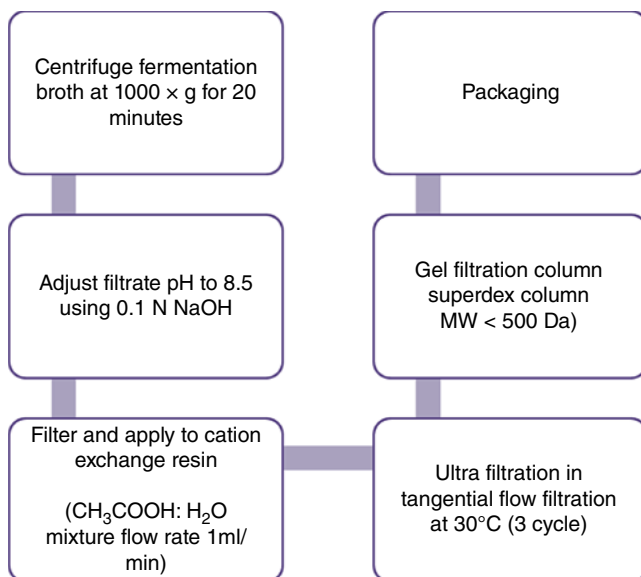 Centrifuge fermentation
broth at 1000 × g for 20
minutes
Adjust filtrate pH to 8.5
using 0.1 N NaOH
Filter and apply to cation
exchange resin
(CH₃COOH: H₂O
mixture flow rate 1ml/
min)
Ultra filtration in
tangential flow filtration
at 30°C (3 cycle)
Gel filtration column
superdex column
MW < 500 Da)
Packaging